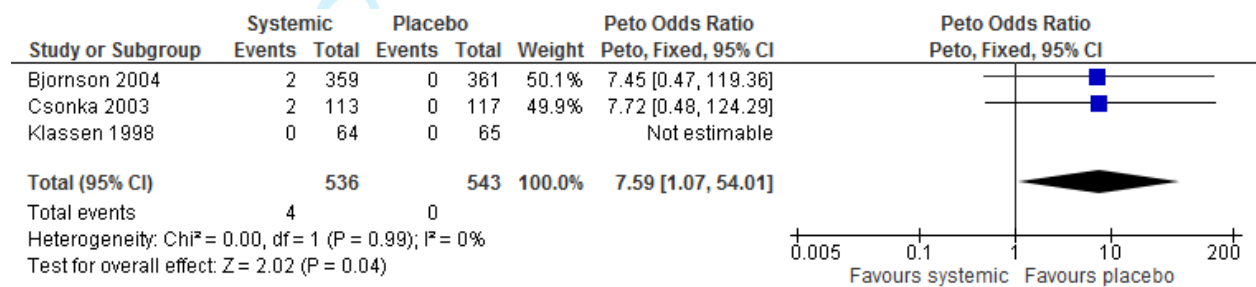 Systemic Placebo Peto Odds Ratio Peto Odds Ratio
Study or Subgroup Events Total Events Total Weight Peto, Fixed, 95% CI Peto, Fixed, 95% CI
Bjornson 2004 2 359 0 361 50.1% 7.45 [0.47, 119.36]
Csonka 2003 2 113 0 117 49.9% 7.72 [0.48, 124.29]
Klassen 1998 0 64 0 65 Not estimable
Total (95% CI) 536 543 100.0% 7.59 [1.07, 54.01]
Total events 4 0
Heterogeneity: Chi² = 0.00, df = 1 (P = 0.99); I² = 0%
Test for overall effect: Z = 2.02 (P = 0.04)
0.005 0.1 1 10 200
Favours systemic Favours placebo